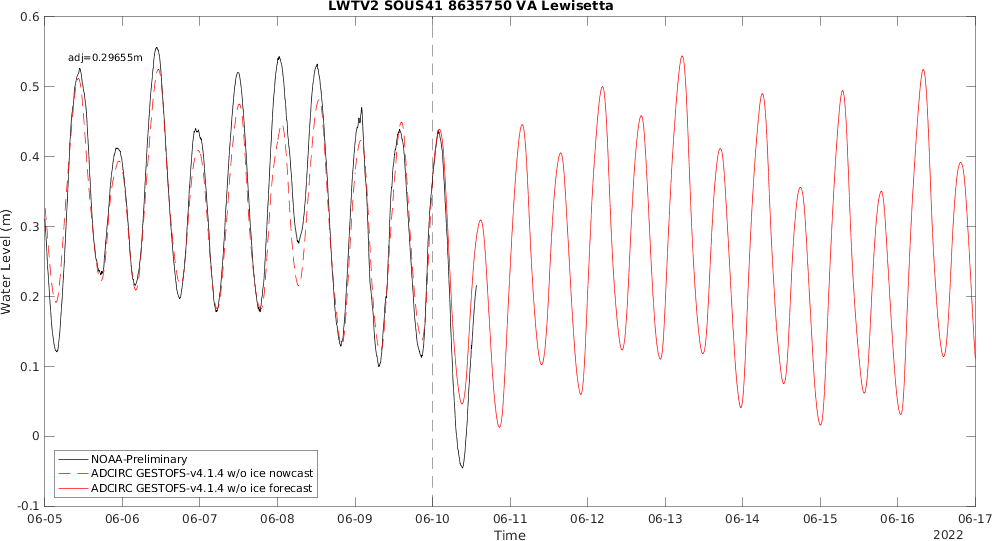 LWTV2 SOUS41 8635750 VA Lewisetta
adj=0.29655m
Water Level (m)
0.6
0.5
0.4
0.3
0.2
0.1
0
-0.1
NOAA-Preliminary
ADCIRC GESTOFS-v4.1.4 w/o ice nowcast
ADCIRC GESTOFS-v4.1.4 w/o ice forecast
06-05 06-06 06-07 06-08 06-09 06-10 06-11 06-12 06-13 06-14 06-15 06-16 06-17
Time
2022